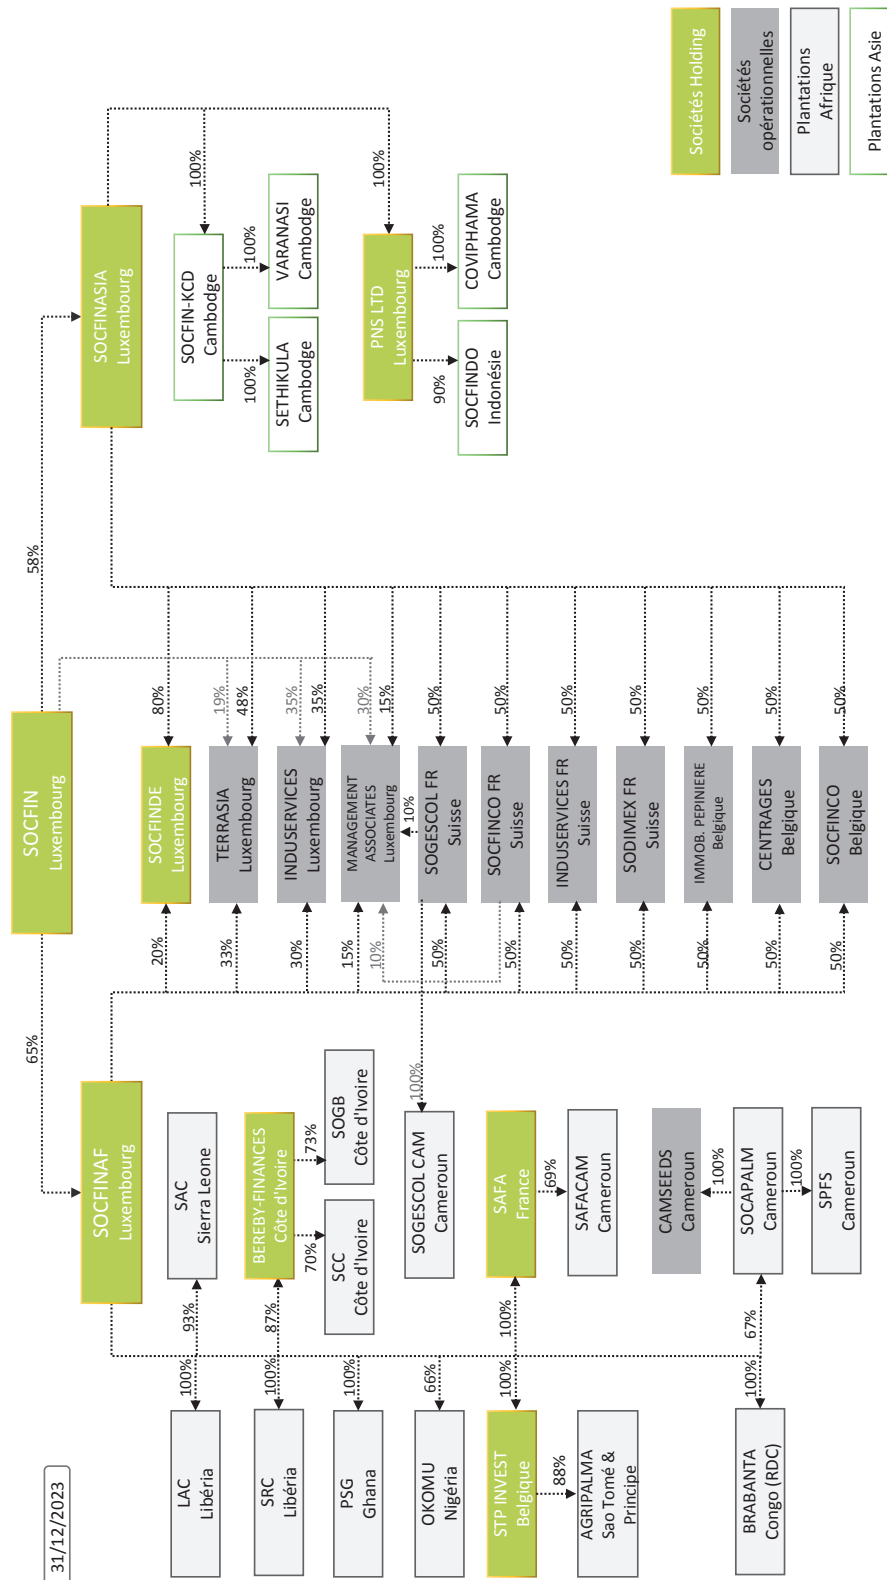 31/12/2023
SOCFIN
Luxembourg
65%
58%
SOCFINAF
Luxembourg
SOCFINASIA
Luxembourg
LAC
Libéria
100%
93%
SAC
Sierra Leone
SRC
Libéria
100%
87%
BEREBY-FINANCES
Côte d'Ivoire
70%
73%
SCC
Côte d'Ivoire
SOGB
Côte d'Ivoire
PSG
Ghana
100%
OKOMU
Nigéria
66%
100%
SOGESCOL CAM
Cameroun
STP INVEST
Belgique
100%
100%
SAFA
France
88%
69%
AGRIPALMA
Sao Tomé &
Principe
SAFACAM
Cameroun
CAMSEEDS
Cameroun
100%
BRABANTA
Congo (RDC)
100%
67%
SOCAPALM
Cameroun
100%
SPFS
Cameroun
20%
SOCFINDE
Luxembourg
80%
33%
TERRASIA
Luxembourg
19%
48%
30%
INDUSERVICES
Luxembourg
35%
35%
15%
10%
MANAGEMENT
ASSOCIATES
Luxembourg
30%
15%
10%
50%
SOGESCOL FR
Suisse
50%
50%
SOCFINCO FR
Suisse
50%
50%
INDUSERVICES FR
Suisse
50%
50%
SODIMEX FR
Suisse
50%
50%
IMMOB. PEPINIERE
Belgique
50%
50%
CENTRAGES
Belgique
50%
50%
SOCFINCO
Belgique
50%
100%
SOCFIN-KCD
Cambodge
100%
100%
SETHIKULA
Cambodge
VARANASI
Cambodge
100%
PNS LTD
Luxembourg
90%
100%
SOCFINDO
Indonésie
COVIPHAMA
Cambodge
Sociétés Holding
Sociétés
opérationnelles
Plantations
Afrique
Plantations Asie